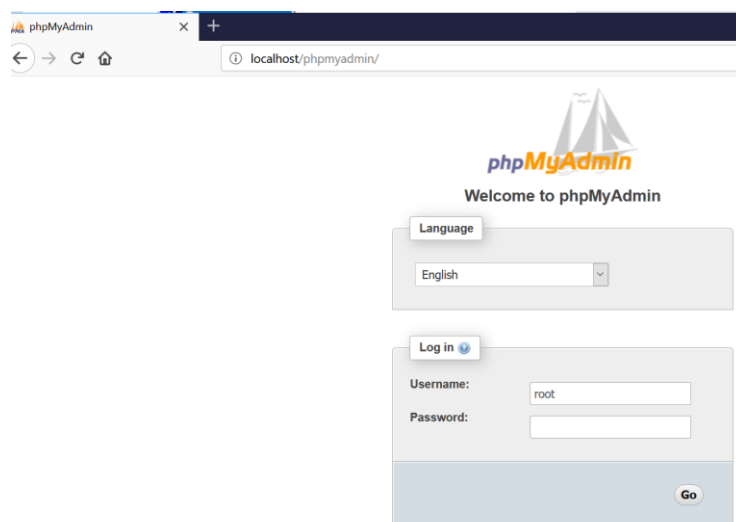 phpMyAdmin
localhost/phpmyadmin/
phpMyAdmin
Welcome to phpMyAdmin
Language
English
Log in
Username:
root
Password:
Go